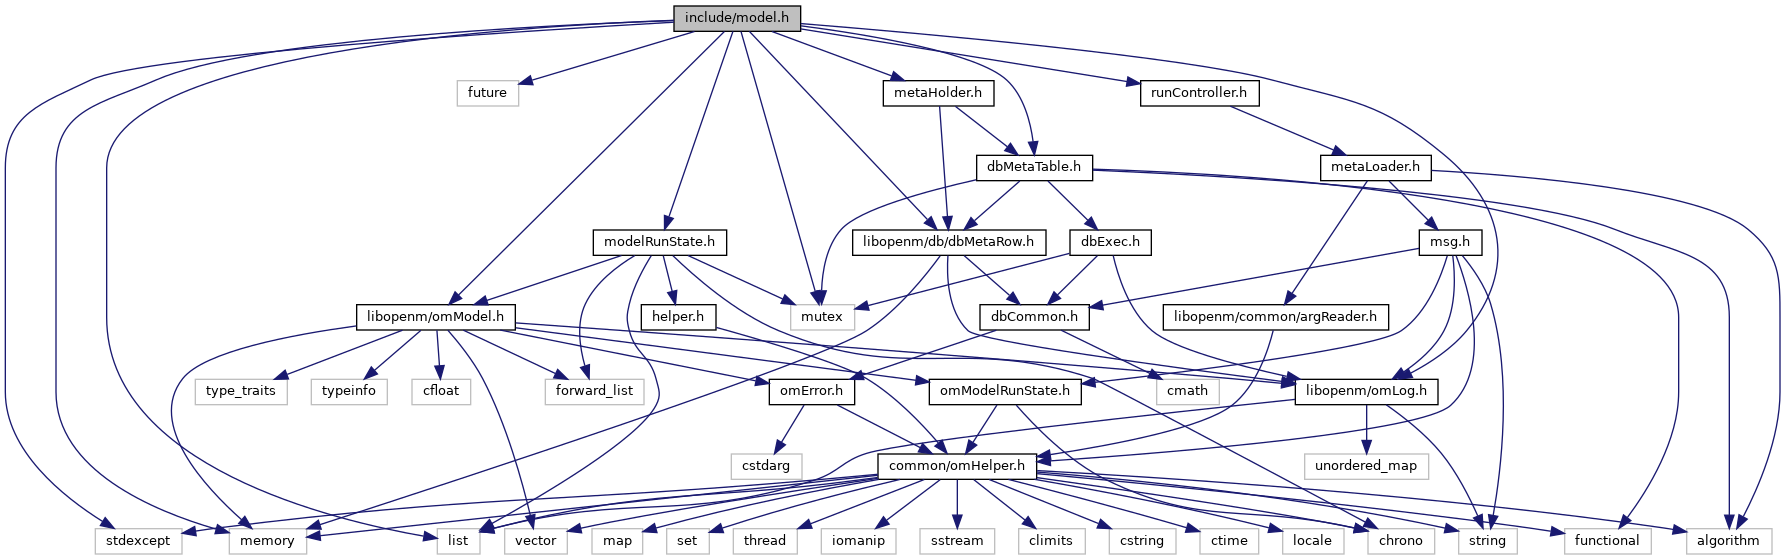 include/model.h
future
metaHolder.h
runController.h
dbMetaTable.h
metaLoader.h
modelRunState.h
libopenm/db/dbMetaRow.h
dbExec.h
msg.h
libopenm/omModel.h
helper.h
mutex
dbCommon.h
libopenm/common/argReader.h
type_traits
typeinfo
cfloat
forward_list
omError.h
omModelRunState.h
cmath
libopenm/omLog.h
cstdarg
common/omHelper.h
unordered_map
stdexcept
memory
list
vector
map
set
thread
iomanip
sstream
climits
cstring
ctime
locale
chrono
string
functional
algorithm